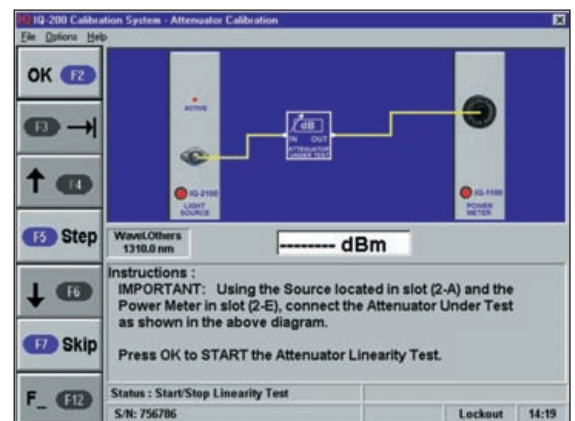 IQ-200 Calibration System - Attenuator Calibration
File Options Help
OK F2
F3
F4
F5 Step
F6
F7 Skip
F_ F12
ACTIVE
IQ-2100
LIGHT
SOURCE
dB
IN OUT
ATTENUATOR
UNDER TEST
IQ-1100
POWER
METER
Wavel.Others
1310.0 nm
-------- dBm
Instructions :
IMPORTANT: Using the Source located in slot (2-A) and the
Power Meter in slot (2-E), connect the Attenuator Under Test
as shown in the above diagram.
Press OK to START the Attenuator Linearity Test.
Status : Start/Stop Linearity Test
S/N: 756786
Lockout 14:19